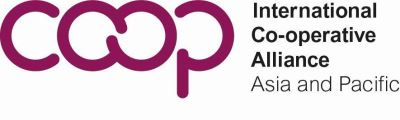 coop
International
Co-operative
Alliance
Asia and Pacific